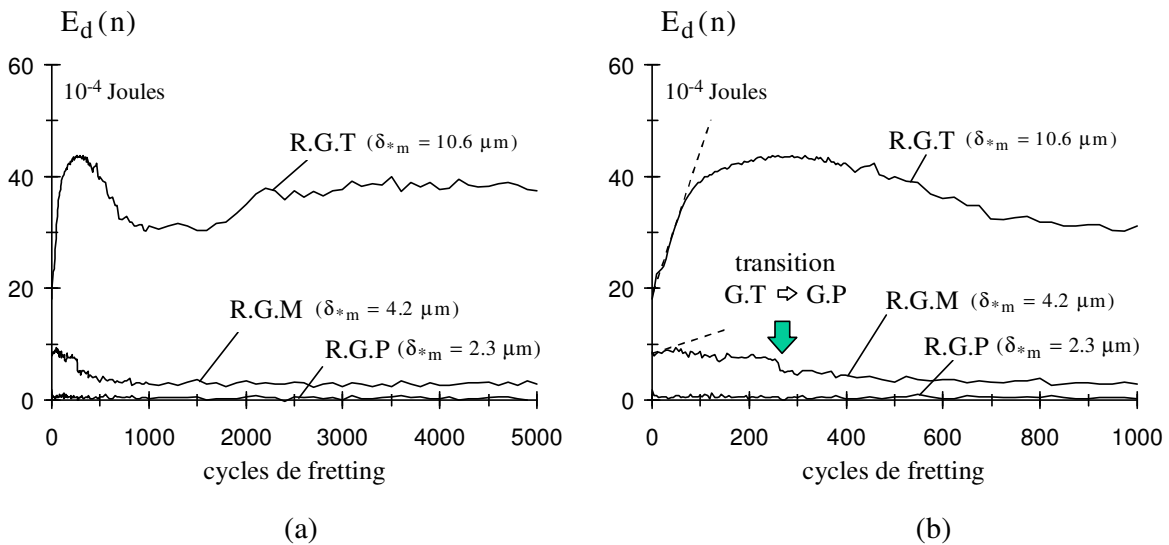 E_d (n)
60
10^-4 Joules
R.G.T (δ*m = 10.6 µm)
40
20
R.G.M (δ*m = 4.2 µm)
R.G.P (δ*m = 2.3 µm)
0
0 1000 2000 3000 4000 5000
cycles de fretting
(a)
E_d (n)
60
10^-4 Joules
R.G.T (δ*m = 10.6 µm)
40
transition
G.T ⇨ G.P
20
R.G.M (δ*m = 4.2 µm)
R.G.P (δ*m = 2.3 µm)
0
0 200 400 600 800 1000
cycles de fretting
(b)